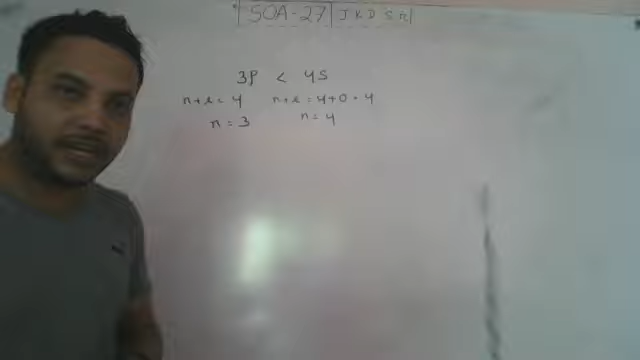 SOA-27 J K D S R
3P < 4S
n+l=4 n+l=4+0=4
n=3 n=4